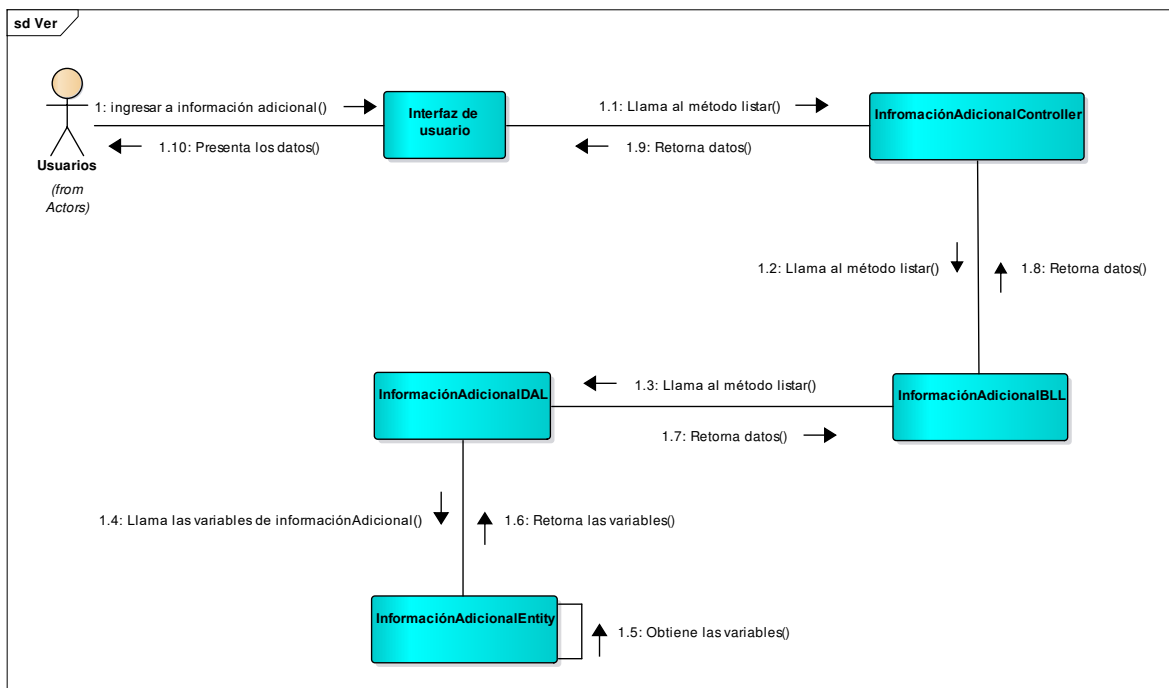 sd Ver
1: ingresar a información adicional()
Interfaz de
usuario
1.1: Llama al método listar()
InfromaciónAdicionalController
1.10: Presenta los datos()
1.9: Retorna datos()
Usuarios
(from
Actors)
1.2: Llama al método listar()
1.8: Retorna datos()
InformaciónAdicionalDAL
1.3: Llama al método listar()
InformaciónAdicionalBLL
1.7: Retorna datos()
1.4: Llama las variables de informaciónAdicional()
1.6: Retorna las variables()
InformaciónAdicionalEntity
1.5: Obtiene las variables()